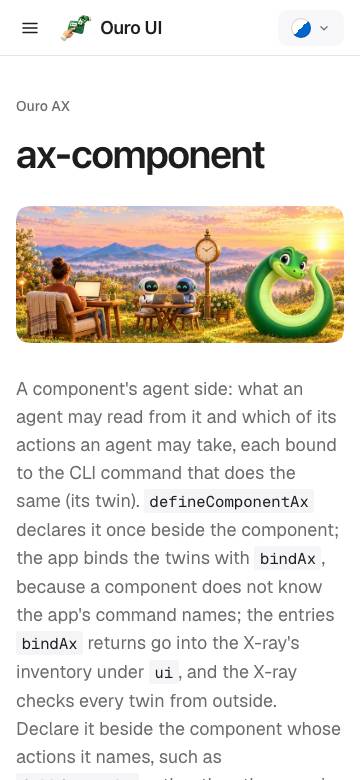 Ouro UI
Ouro AX
ax-component
A component's agent side: what an
agent may read from it and which of its
actions an agent may take, each bound
to the CLI command that does the
same (its twin). defineComponentAx
declares it once beside the component;
the app binds the twins with bindAx,
because a component does not know
the app's command names; the entries
bindAx returns go into the X-ray's
inventory under ui, and the X-ray
checks every twin from outside.
Declare it beside the component whose
actions it names, such as